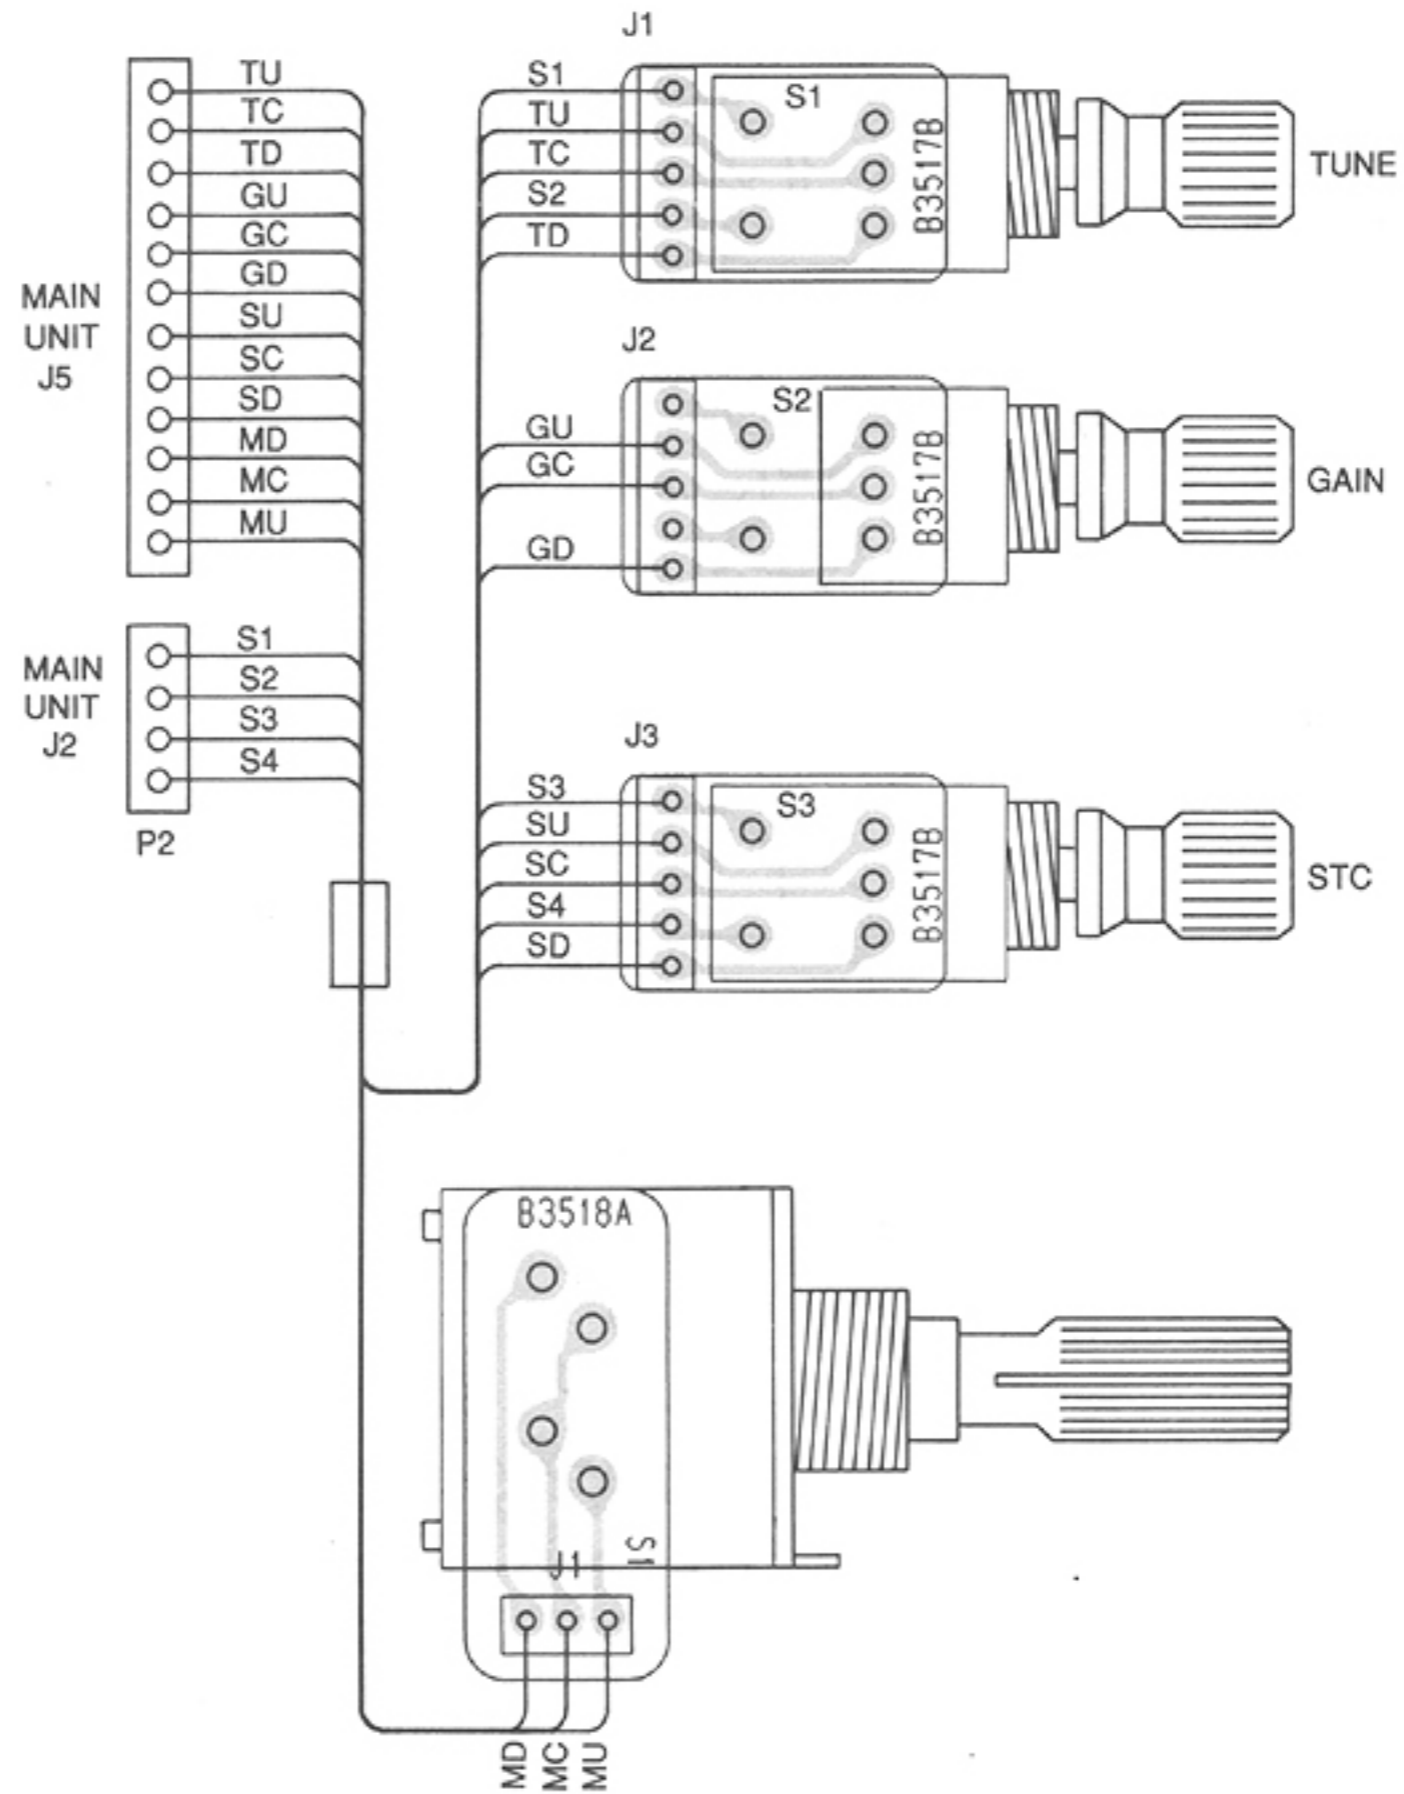 MAIN
UNIT
J5
TU
TC
TD
GU
GC
GD
SU
SC
SD
MD
MC
MU
MAIN
UNIT
J2
S1
S2
S3
S4
P2
J1
S1
TU
TC
S2
TD
S1
B3517B
TUNE
J2
GU
GC
GD
S2
B3517B
GAIN
J3
S3
SU
SC
S4
SD
S3
B3517B
STC
B3518A
S1
J1
MD
MC
MU